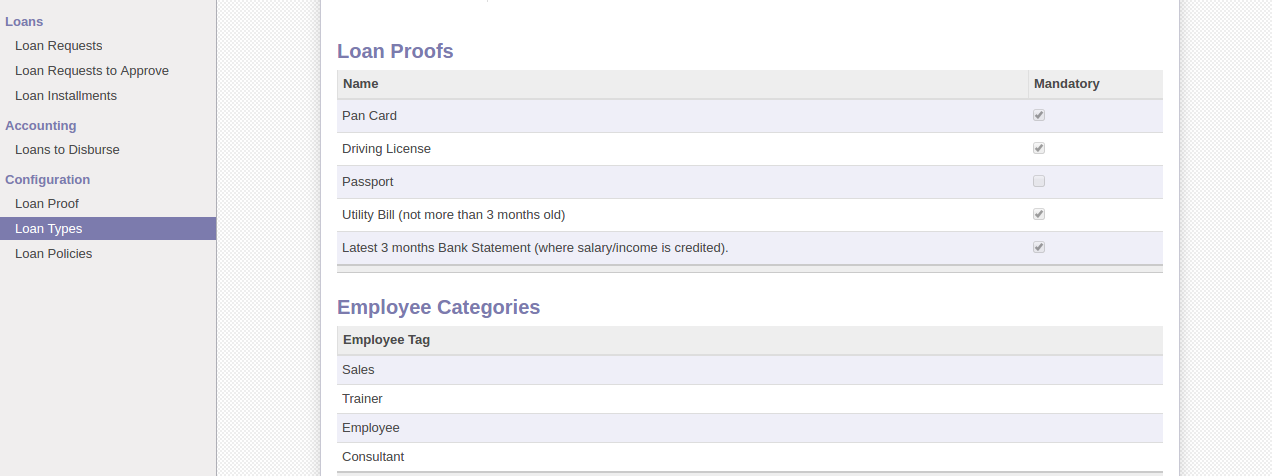 Loans
Loan Requests
Loan Requests to Approve
Loan Installments
Accounting
Loans to Disburse
Configuration
Loan Proof
Loan Types
Loan Policies
Loan Proofs
Name Mandatory
Pan Card
Driving License
Passport
Utility Bill (not more than 3 months old)
Latest 3 months Bank Statement (where salary/income is credited).
Employee Categories
Employee Tag
Sales
Trainer
Employee
Consultant